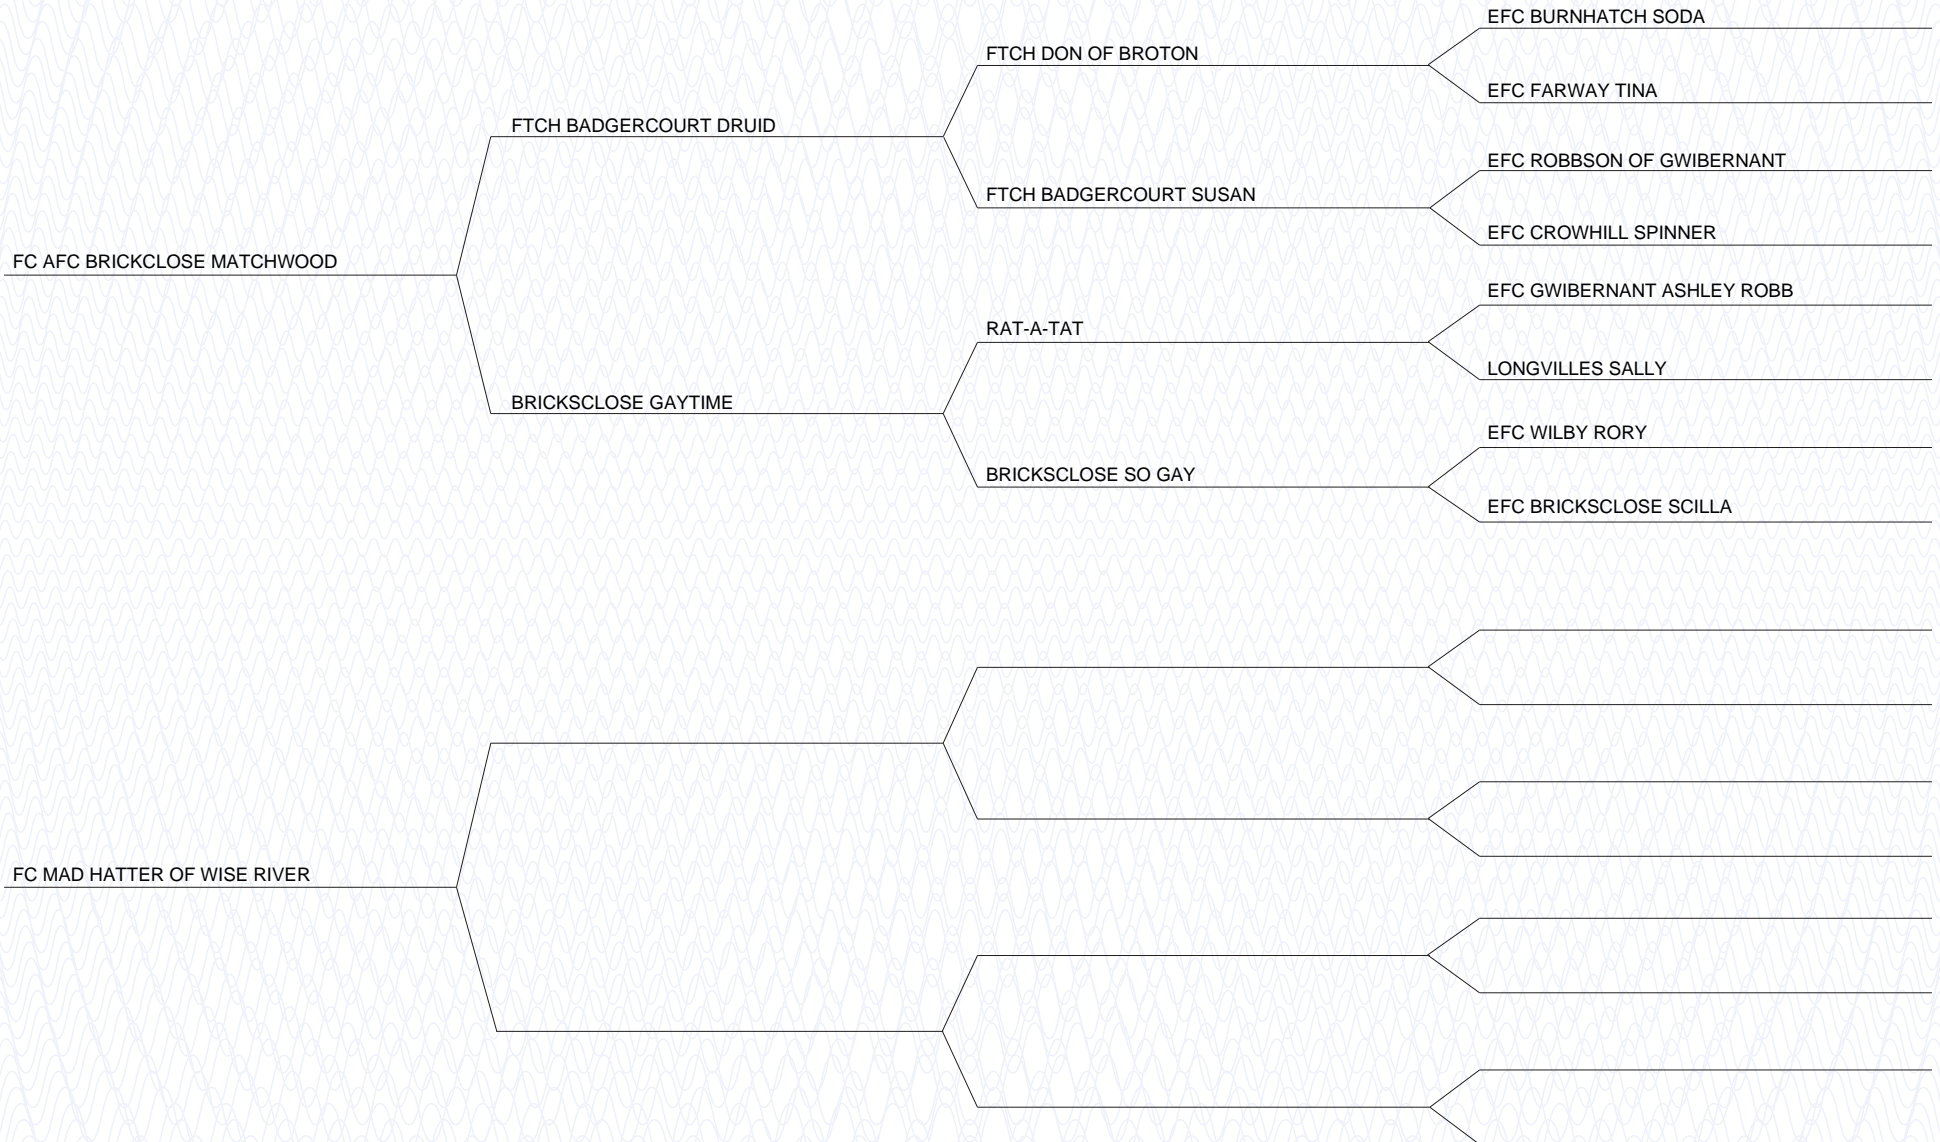 EFC BURNHATCH SODA
FTCH DON OF BROTON
EFC FARWAY TINA
FTCH BADGERCOURT DRUID
EFC ROBBSON OF GWIBERNANT
FTCH BADGERCOURT SUSAN
EFC CROWHILL SPINNER
FC AFC BRICKCLOSE MATCHWOOD
EFC GWIBERNANT ASHLEY ROBB
RAT-A-TAT
LONGVILLES SALLY
BRICKSCLOSE GAYTIME
EFC WILBY RORY
BRICKSCLOSE SO GAY
EFC BRICKSCLOSE SCILLA
FC MAD HATTER OF WISE RIVER